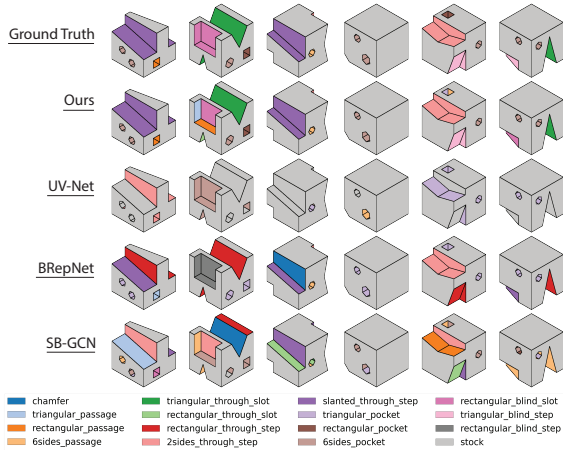 Ground Truth
Ours
UV-Net
BRepNet
SB-GCN
chamfer
triangular_through_slot
slanted_through_step
rectangular_blind_slot
triangular_passage
rectangular_through_slot
triangular_pocket
triangular_blind_step
rectangular_passage
rectangular_through_step
rectangular_pocket
rectangular_blind_step
6sides_passage
2sides_through_step
6sides_pocket
stock